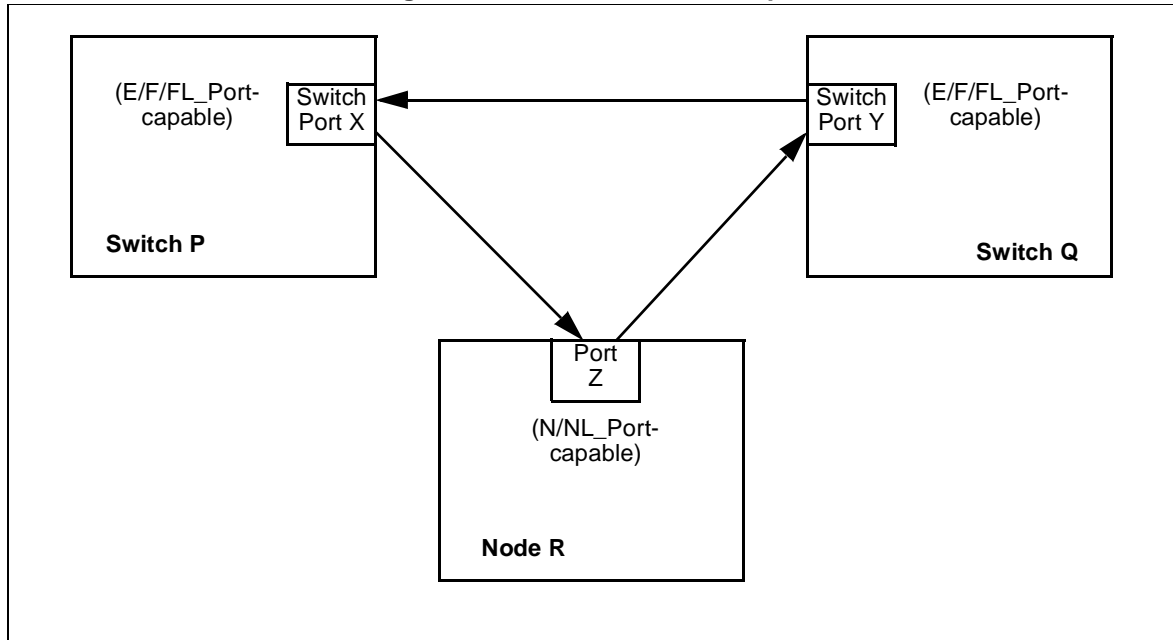 (E/F/FL_Port-
capable)
Switch
Port X
Switch P
Switch
Port Y
(E/F/FL_Port-
capable)
Switch Q
Port
Z
(N/NL_Port-
capable)
Node R